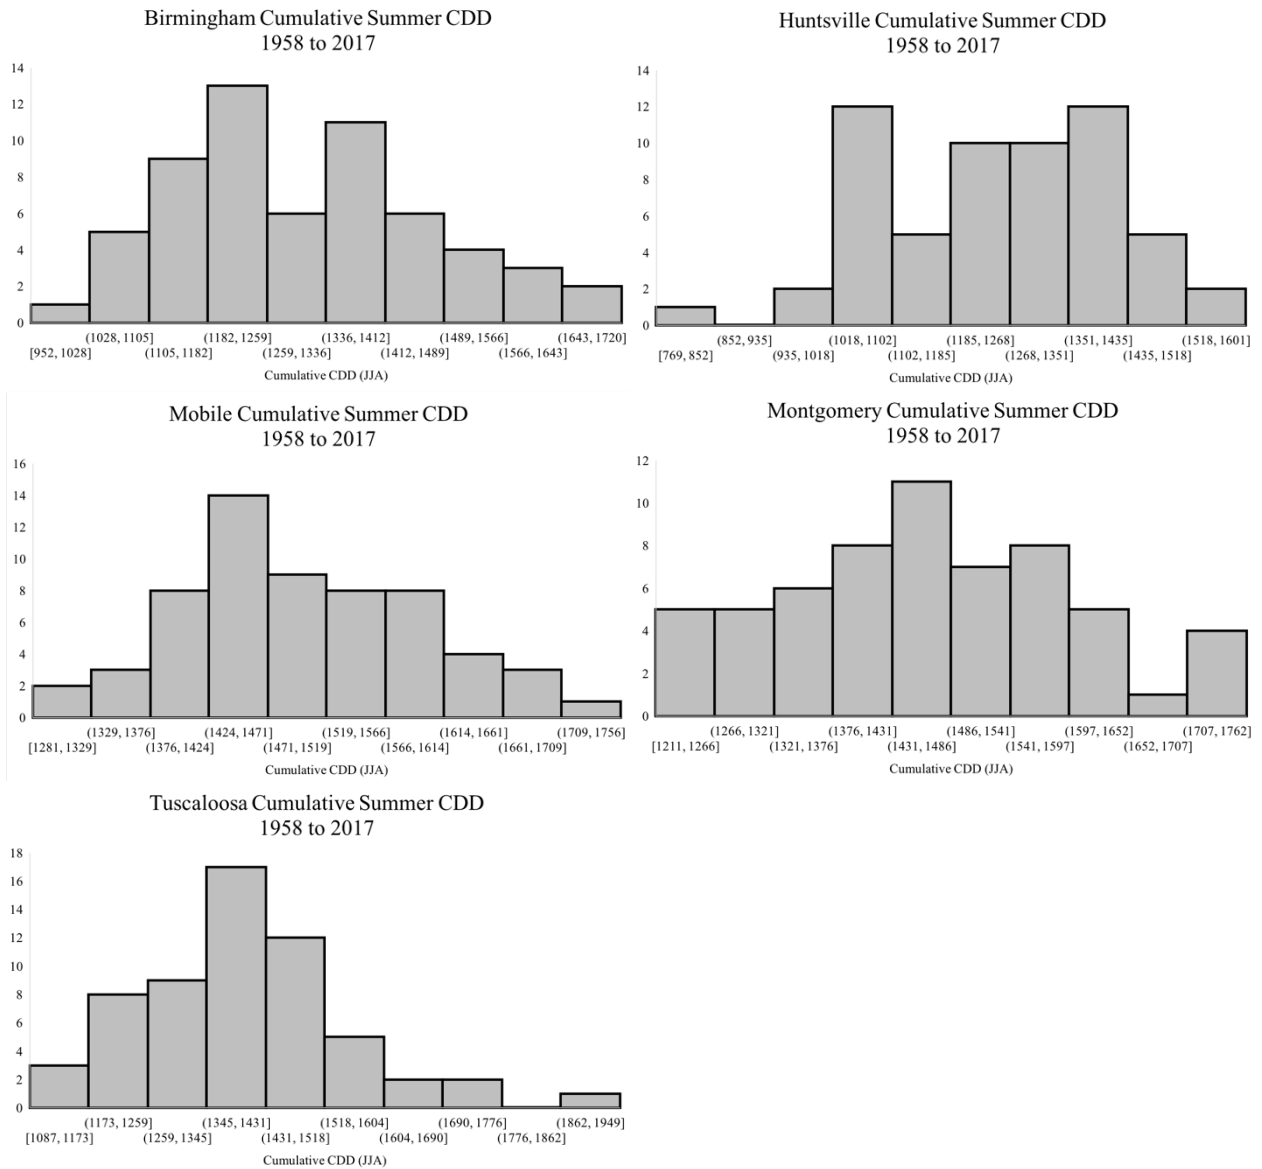 Birmingham Cumulative Summer CDD
1958 to 2017
14
12
10
8
6
4
2
0
(1028, 1105] (1182, 1259] (1336, 1412] (1489, 1566] (1643, 1720]
[952, 1028] (1105, 1182] (1259, 1336] (1412, 1489] (1566, 1643]
Cumulative CDD (JJA)
Huntsville Cumulative Summer CDD
1958 to 2017
14
12
10
8
6
4
2
0
(852, 935] (1018, 1102] (1185, 1268] (1351, 1435] (1518, 1601]
[769, 852] (935, 1018] (1102, 1185] (1268, 1351] (1435, 1518]
Cumulative CDD (JJA)
Mobile Cumulative Summer CDD
1958 to 2017
16
14
12
10
8
6
4
2
0
(1329, 1376] (1424, 1471] (1519, 1566] (1614, 1661] (1709, 1756]
[1281, 1329] (1376, 1424] (1471, 1519] (1566, 1614] (1661, 1709]
Cumulative CDD (JJA)
Montgomery Cumulative Summer CDD
1958 to 2017
12
10
8
6
4
2
0
(1266, 1321] (1376, 1431] (1486, 1541] (1597, 1652] (1707, 1762]
[1211, 1266] (1321, 1376] (1431, 1486] (1541, 1597] (1652, 1707]
Cumulative CDD (JJA)
Tuscaloosa Cumulative Summer CDD
1958 to 2017
18
16
14
12
10
8
6
4
2
0
(1173, 1259] (1345, 1431] (1518, 1604] (1690, 1776] (1862, 1949]
[1087, 1173] (1259, 1345] (1431, 1518] (1604, 1690] (1776, 1862]
Cumulative CDD (JJA)